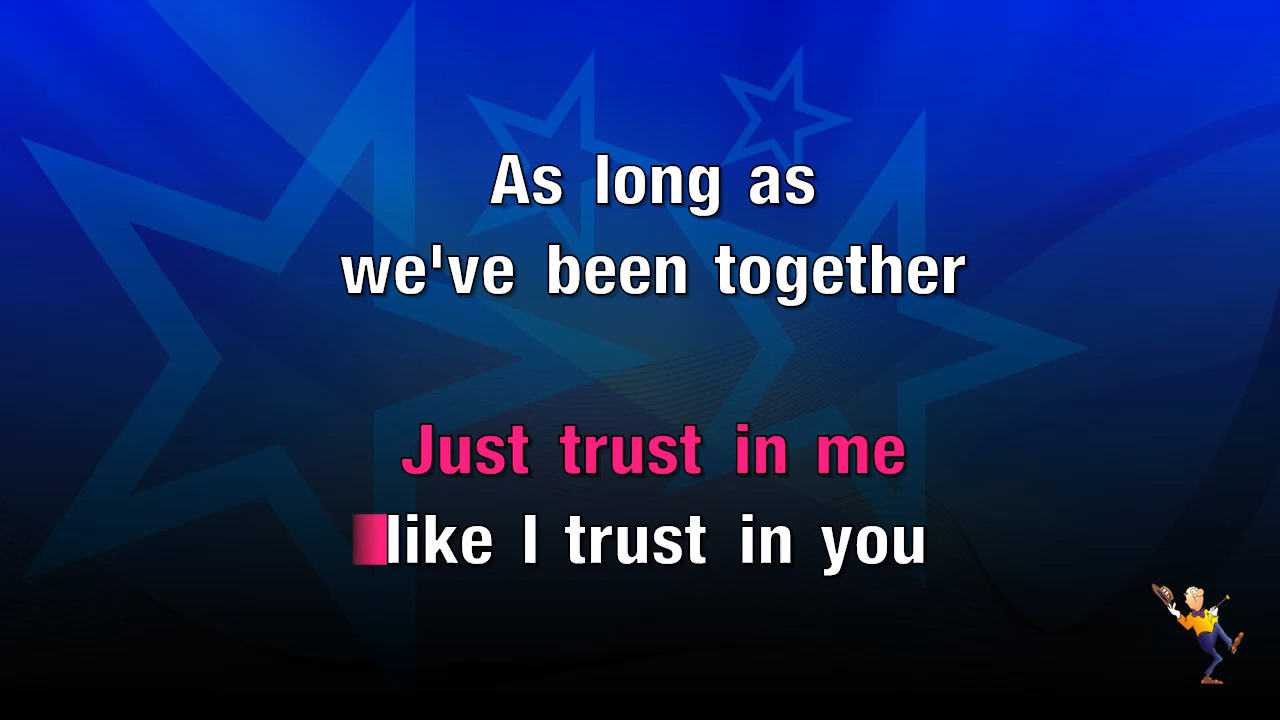 As long as
we've been together
Just trust in me
like I trust in you